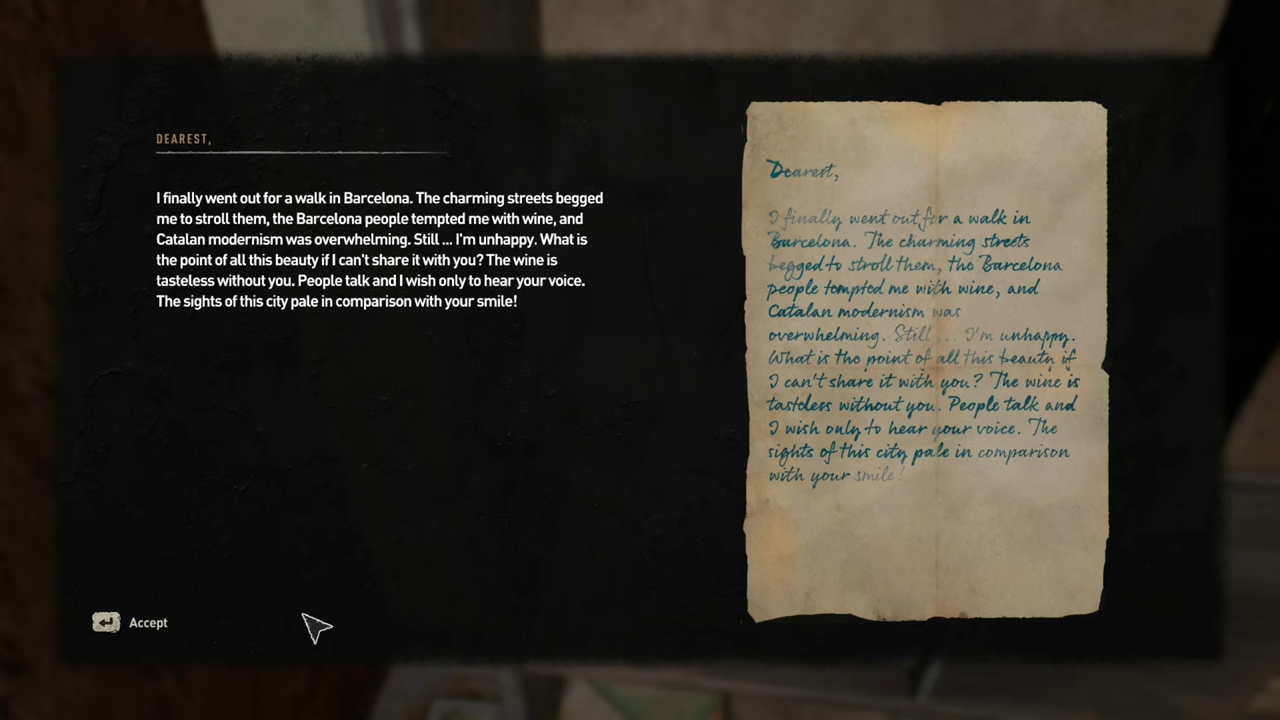 DEAREST,
I finally went out for a walk in Barcelona. The charming streets begged
me to stroll them, the Barcelona people tempted me with wine, and
Catalan modernism was overwhelming. Still ... I'm unhappy. What is
the point of all this beauty if I can't share it with you? The wine is
tasteless without you. People talk and I wish only to hear your voice.
The sights of this city pale in comparison with your smile!
Accept
Dearest,
I finally went out for a walk in
Barcelona. The charming streets
begged to stroll them, the Barcelona
people tempted me with wine, and
Catalan modernism was
overwhelming. Still ... I'm unhappy.
What is the point of all this beauty if
I can't share it with you? The wine is
tasteless without you. People talk and
I wish only to hear your voice. The
sights of this city pale in comparison
with your smile!